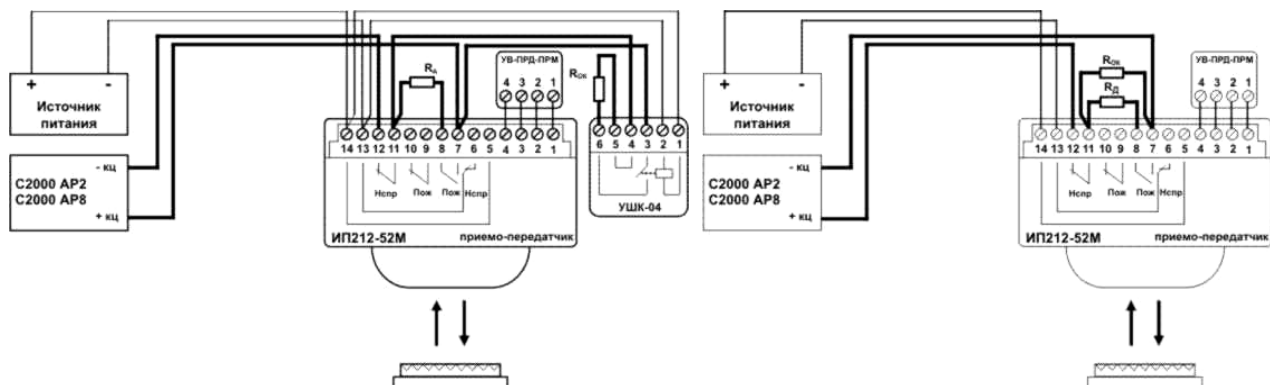 + -
Источник
питания
- кц
С2000 АР2
С2000 АР8
+ кц
RД
УВ-ПРД-ПРМ
4 3 2 1
Rок
14 13 12 11 10 9 8 7 6 5 4 3 2 1
Нспр Пож Пож Нспр
ИП212-52М приемо-передатчик
6 5 4 3 2 1
УШК-04
+ -
Источник
питания
- кц
С2000 АР2
С2000 АР8
+ кц
Rок
RД
УВ-ПРД-ПРМ
4 3 2 1
14 13 12 11 10 9 8 7 6 5 4 3 2 1
Нспр Пож Пож Нспр
ИП212-52М приемо-передатчик